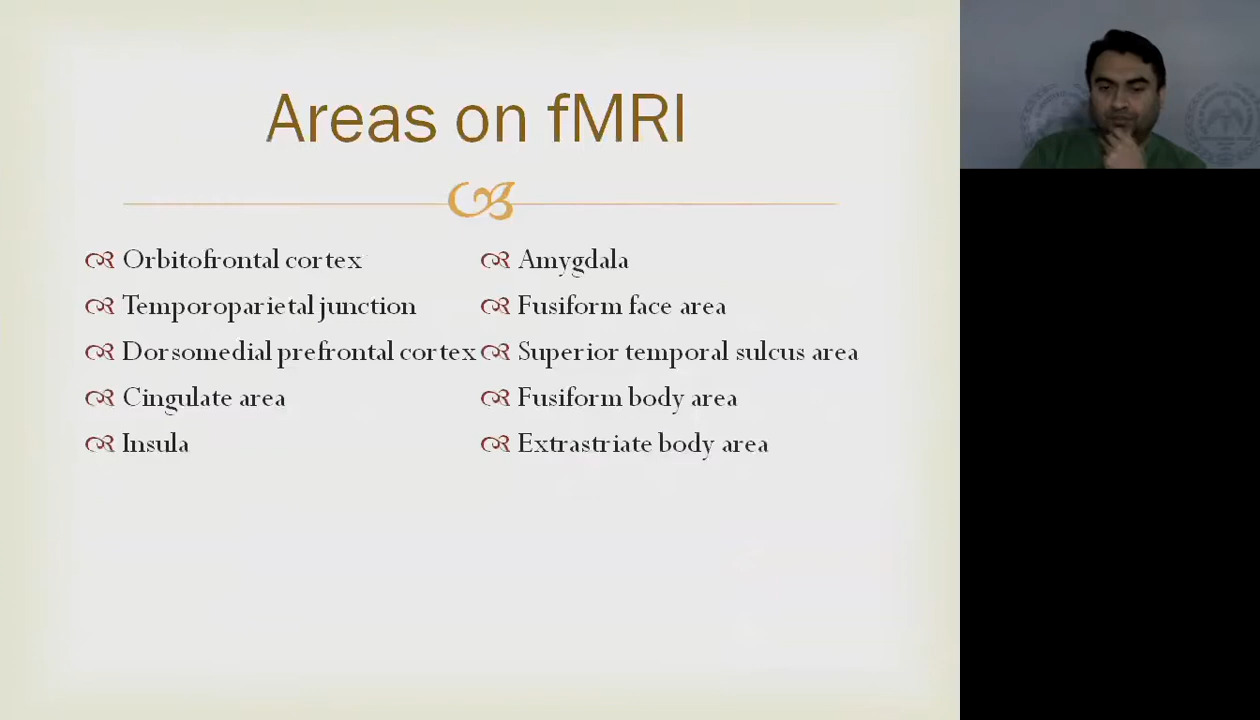 Areas on fMRI
Orbitofrontal cortex
Temporoparietal junction
Dorsomedial prefrontal cortex
Cingulate area
Insula
Amygdala
Fusiform face area
Superior temporal sulcus area
Fusiform body area
Extrastriate body area